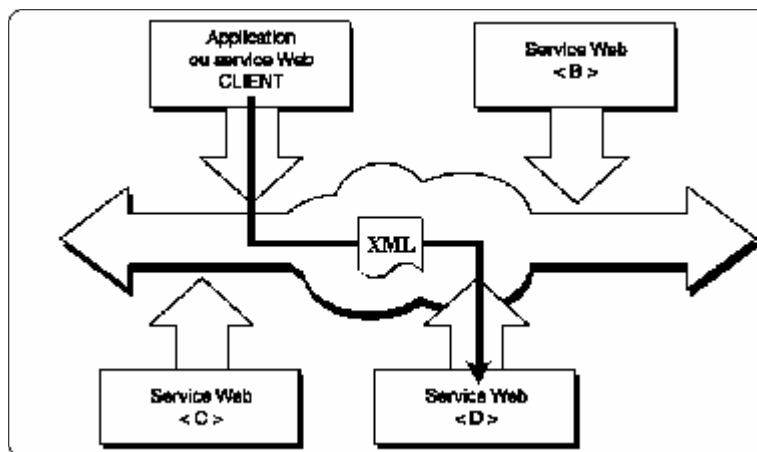 Application
ou service Web
CLIENT
Service Web
< B >
XML
Service Web
< C >
Service Web
< D >